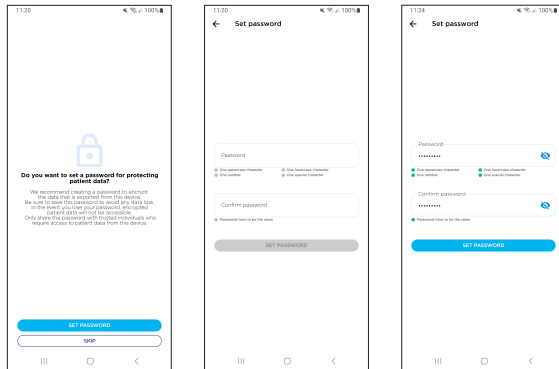 11:20
100%
Do you want to set a password for protecting
patient data?
We recommend creating a password to encrypt
the data that is exported from this device.
Be sure to save this password to avoid any data loss.
In the event you lose your password, encrypted
patient data will not be accessible.
Only share the password with trusted individuals who
require access to patient data from this device.
SET PASSWORD
SKIP
11:20
100%
Set password
Password
One uppercase character
One lowercase character
One number
One special character
Confirm password
Passwords have to be the same
SET PASSWORD
11:24
100%
Set password
Password
•••••••••
One uppercase character
One lowercase character
One number
One special character
Confirm password
•••••••••
Passwords have to be the same
SET PASSWORD